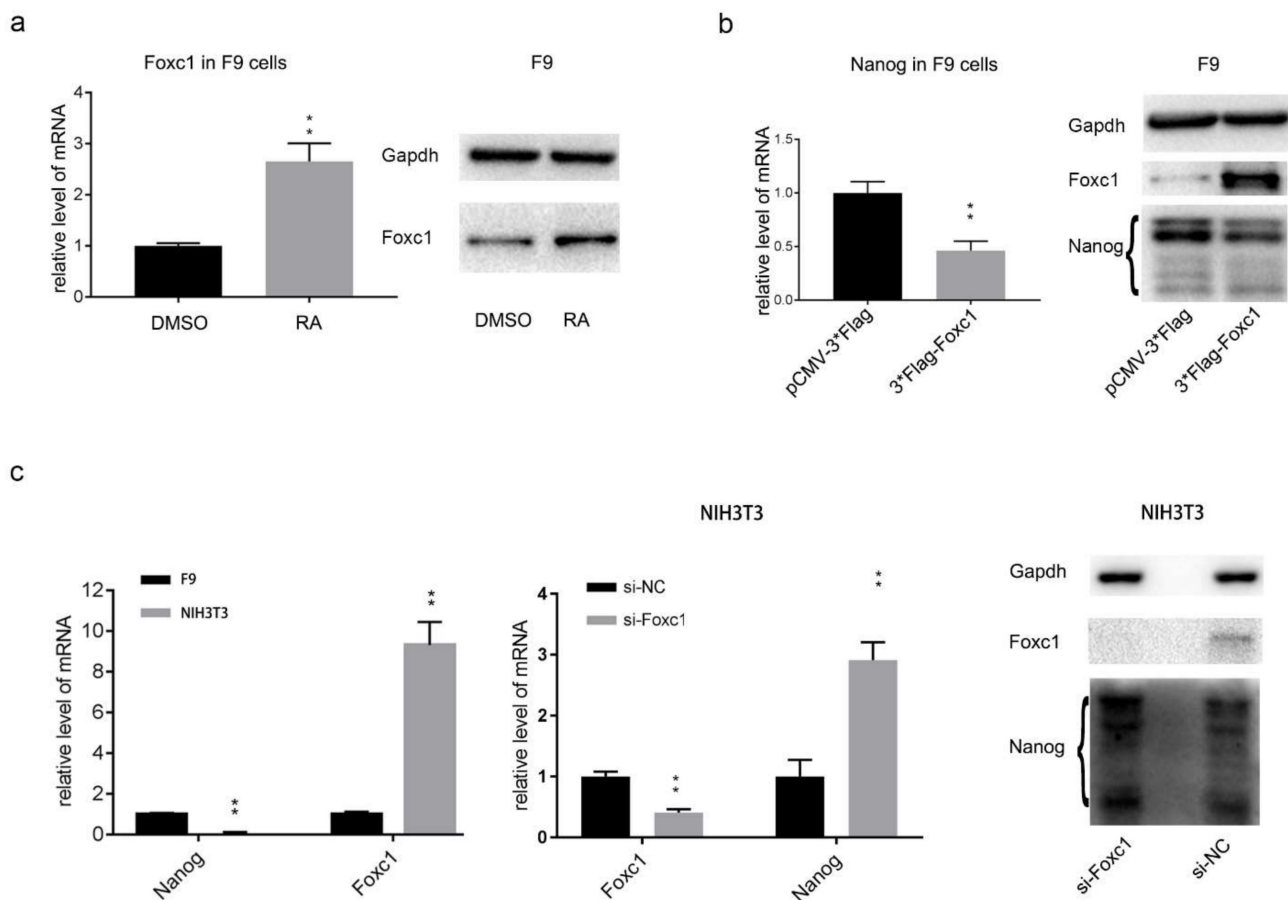 a
Foxc1 in F9 cells
relative level of mRNA
4
3
2
1
0
* *
DMSO
RA
F9
Gapdh
Foxc1
DMSO RA
b
Nanog in F9 cells
relative level of mRNA
1.5
1.0
0.5
0.0
* *
pCMV-3*Flag
3*Flag-Foxc1
F9
Gapdh
Foxc1
Nanog
pCMV-3*Flag
3*Flag-Foxc1
c
F9
NIH3T3
relative level of mRNA
12
10
8
6
4
2
0
* *
* *
Nanog
Foxc1
NIH3T3
si-NC
si-Foxc1
relative level of mRNA
4
3
2
1
0
* *
* *
Foxc1
Nanog
NIH3T3
Gapdh
Foxc1
Nanog
si-Foxc1
si-NC